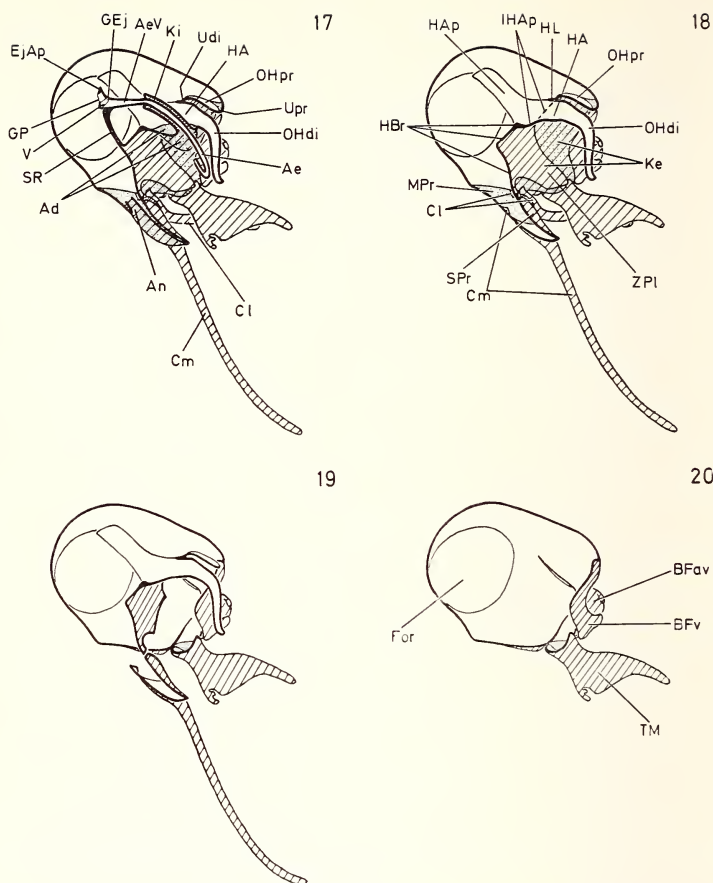 17
GEj AeV Ki Udi HA
EjAp
OHpr
Upr
GP
OHdi
V
SR
Ae
Ad
An
Cl
Cm
18
HAp IHAp HL HA
OHpr
HBr
OHdi
Ke
MPr
Cl
SPr
ZPl
Cm
19
20
BFav
For
BFv
TM